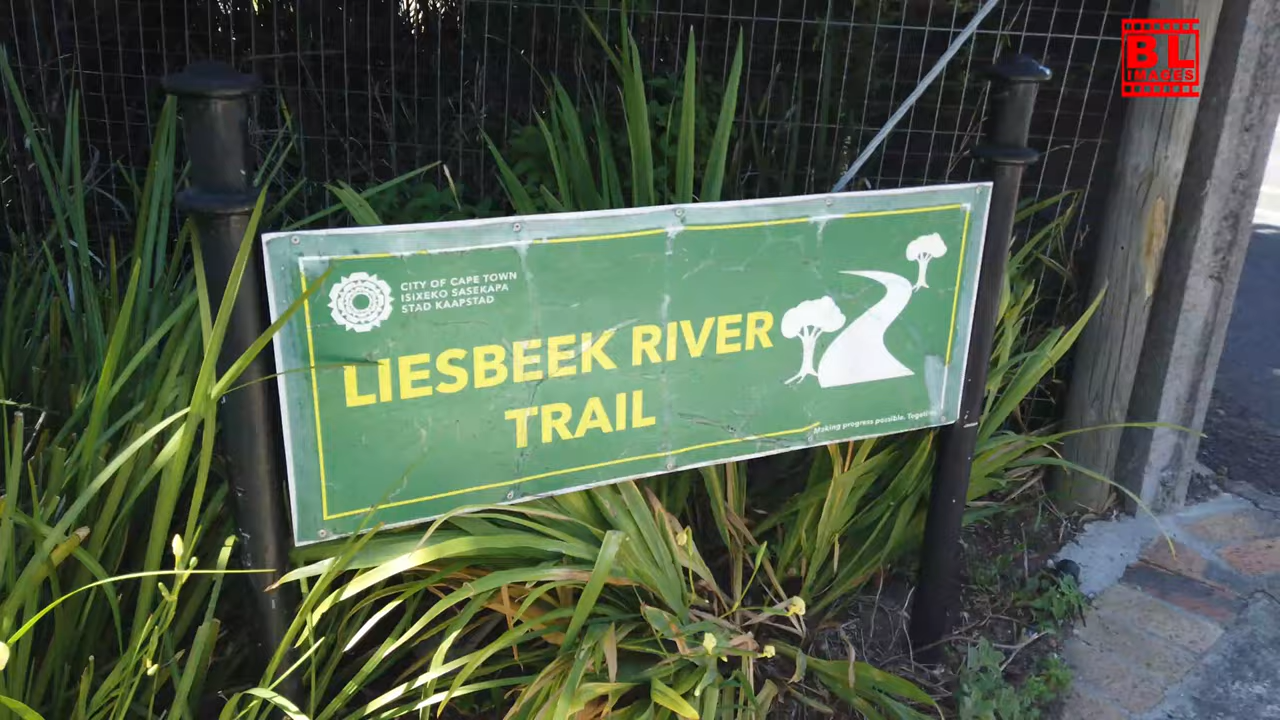 BL
IMAGES
CITY OF CAPE TOWN
ISIXEKO SASEKAPA
STAD KAAPSTAD
LIESBEEK RIVER
TRAIL
Making progress possible. Together.